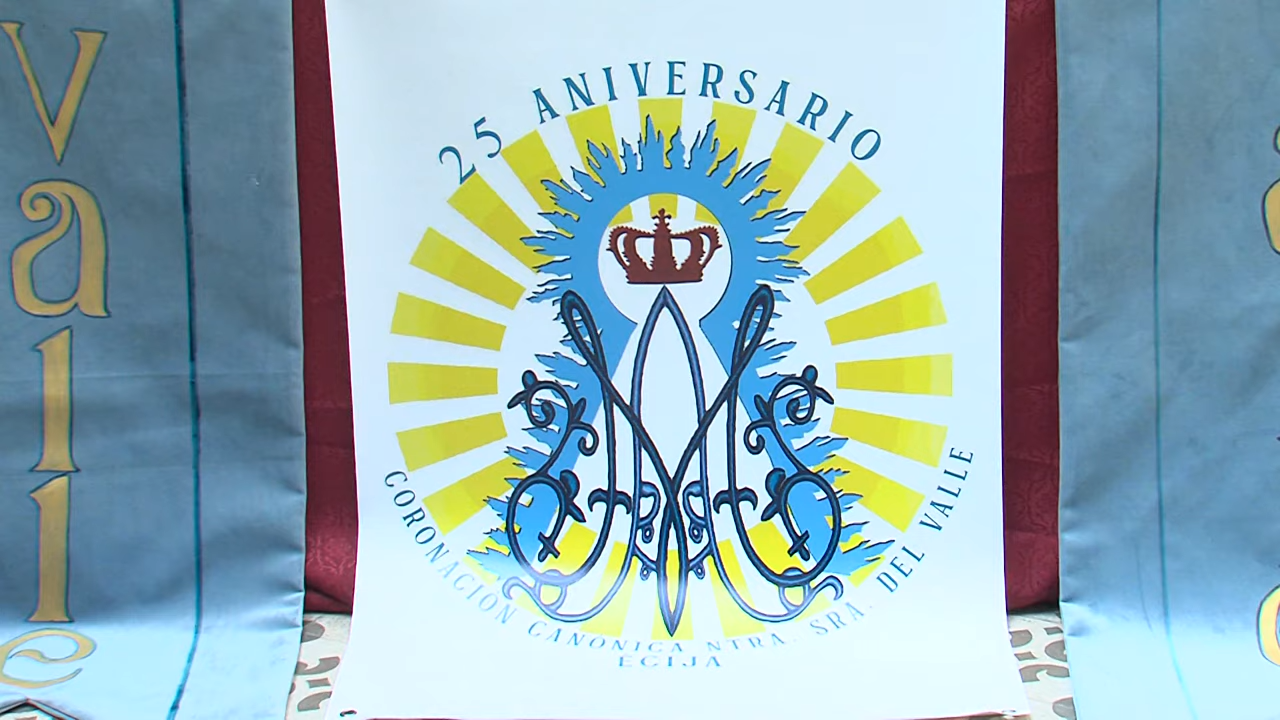 valle
25 ANIVERSARIO
CORONACIÓN CANÓNICA NTRA. SRA. DEL VALLE
ECIJA